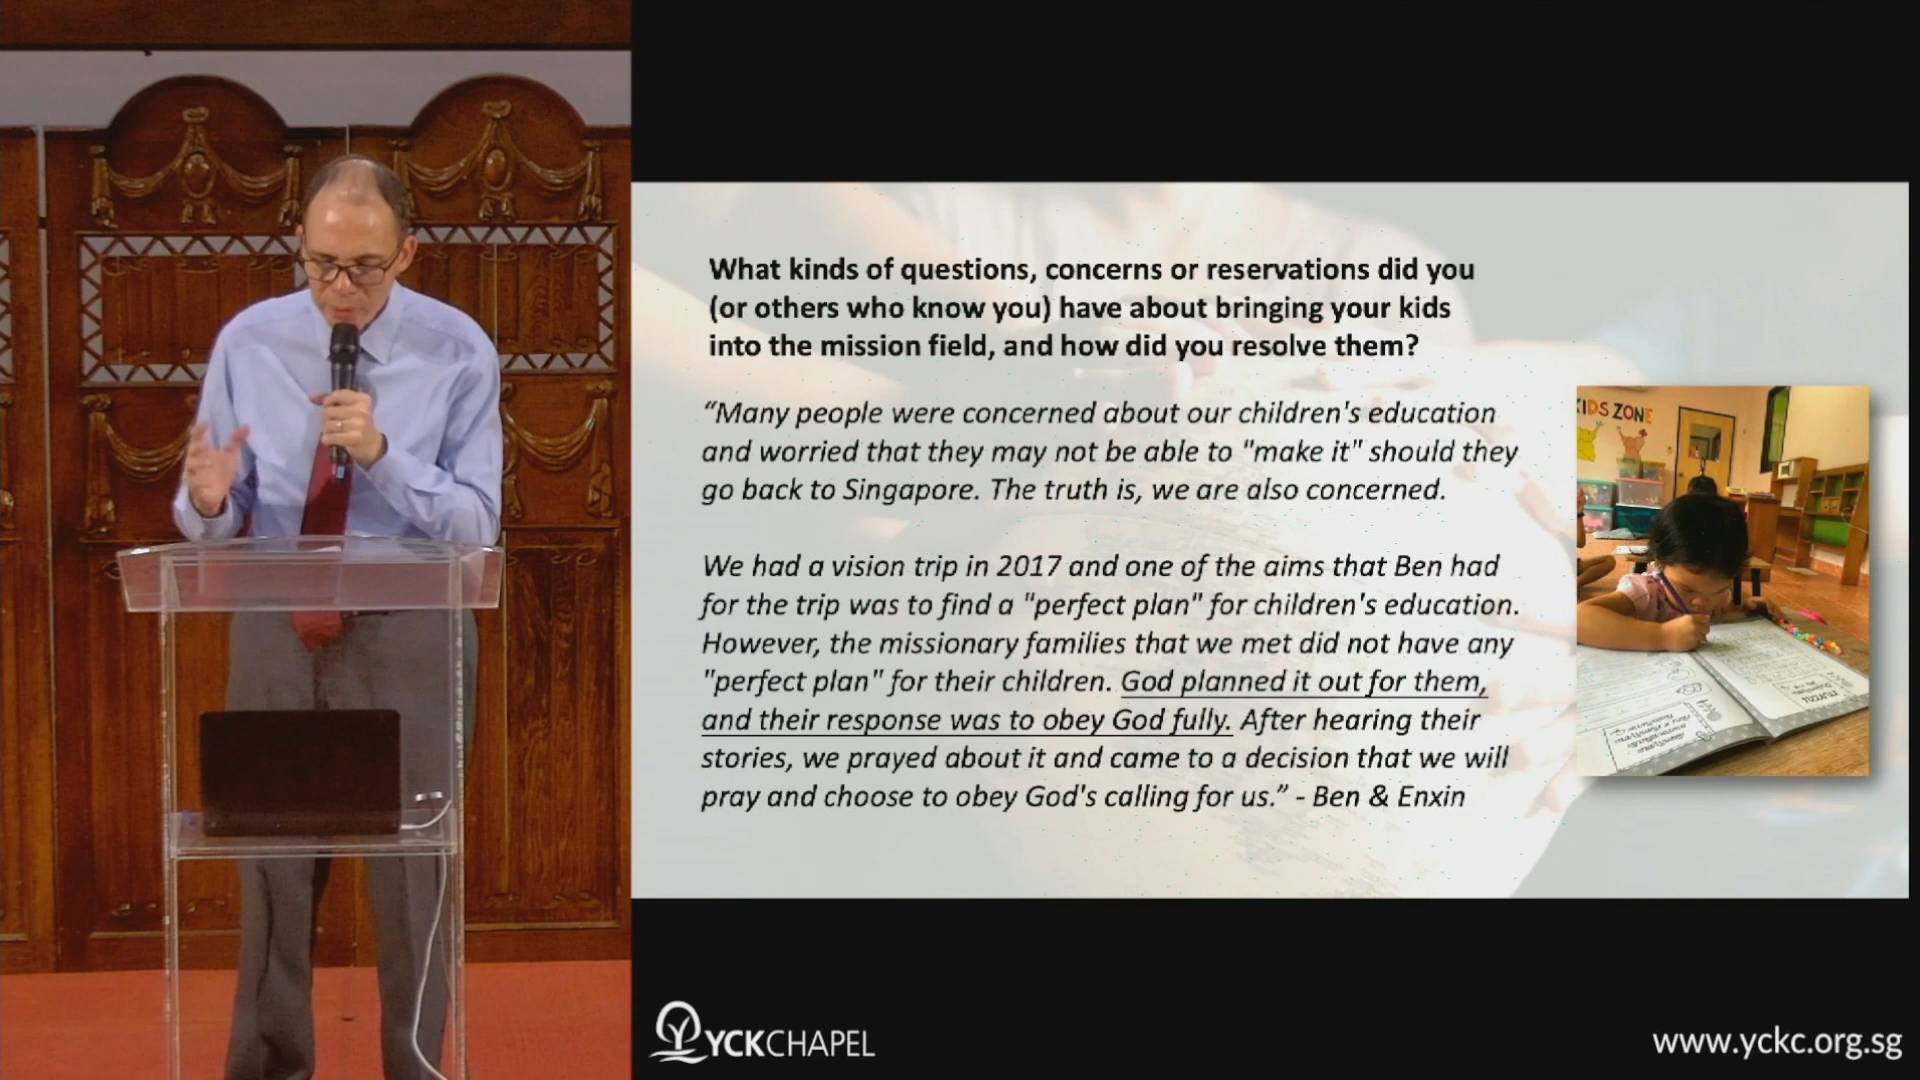 What kinds of questions, concerns or reservations did you
(or others who know you) have about bringing your kids
into the mission field, and how did you resolve them?
“Many people were concerned about our children's education
and worried that they may not be able to "make it" should they
go back to Singapore. The truth is, we are also concerned.
We had a vision trip in 2017 and one of the aims that Ben had
for the trip was to find a "perfect plan" for children's education.
However, the missionary families that we met did not have any
"perfect plan" for their children. God planned it out for them,
and their response was to obey God fully. After hearing their
stories, we prayed about it and came to a decision that we will
pray and choose to obey God's calling for us.” - Ben & Enxin
KIDS ZONE
YCKCHAPEL
www.yckc.org.sg